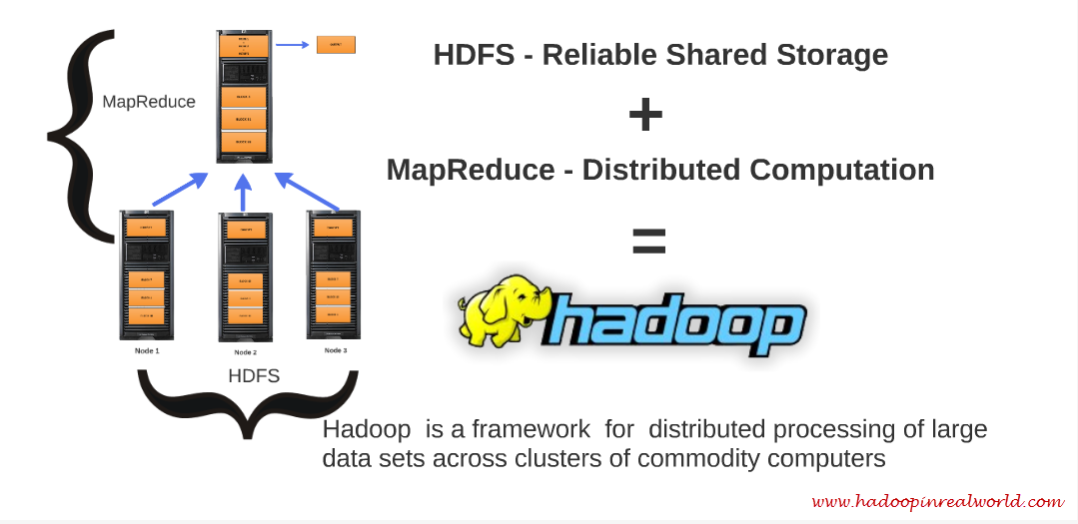 HDFS - Reliable Shared Storage
+
MapReduce
MapReduce - Distributed Computation
=
hadoop
Node 1
Node 2
Node 3
HDFS
Hadoop is a framework for distributed processing of large
data sets across clusters of commodity computers
www.hadoopinrealworld.com